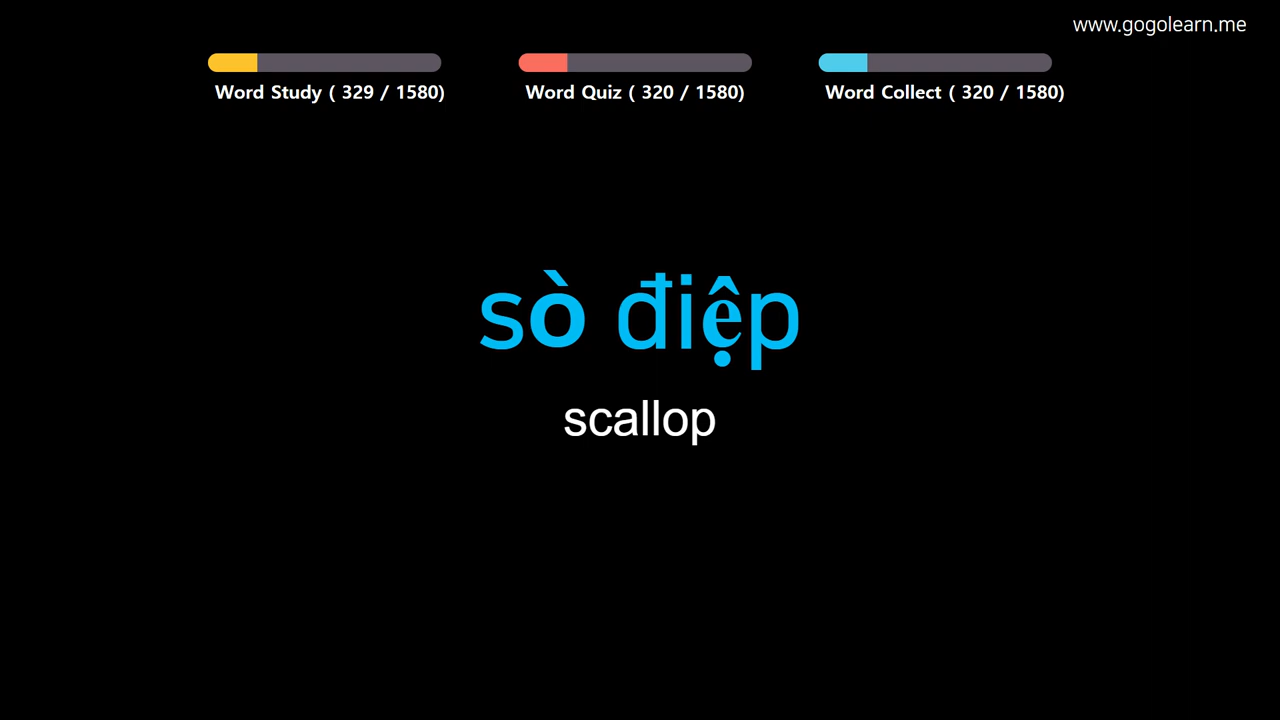 www.gogolearn.me
Word Study ( 329 / 1580)
Word Quiz ( 320 / 1580)
Word Collect ( 320 / 1580)
sò điệp
scallop